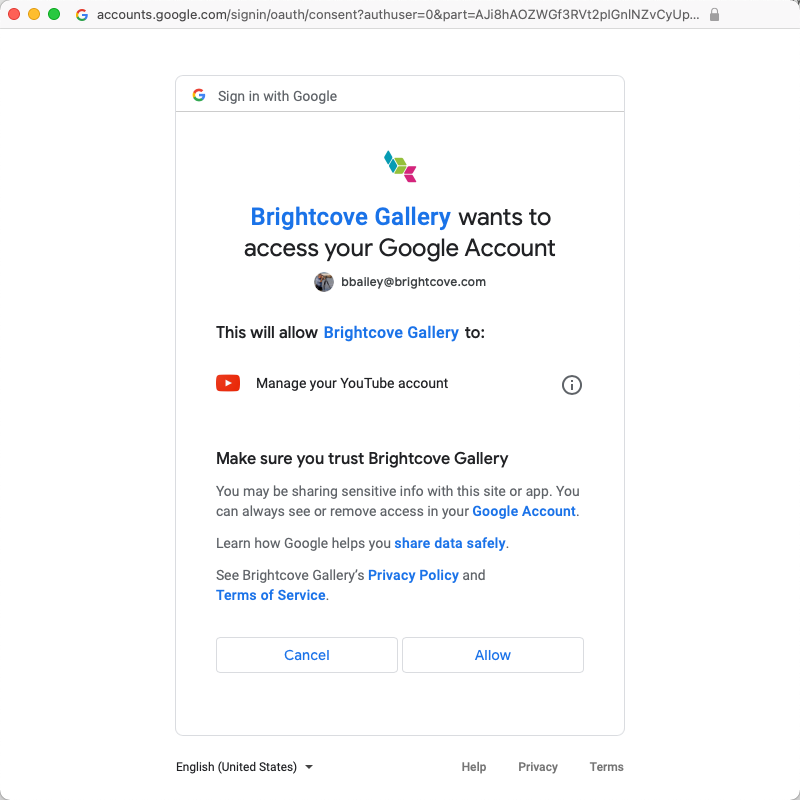 accounts.google.com/signin/oauth/consent?authuser=0&part=AJi8hAOZWGf3RVt2plGnlNZvCyUp...
Sign in with Google
Brightcove Gallery wants to
access your Google Account
bbailey@brightcove.com
This will allow Brightcove Gallery to:
Manage your YouTube account
Make sure you trust Brightcove Gallery
You may be sharing sensitive info with this site or app. You
can always see or remove access in your Google Account.
Learn how Google helps you share data safely.
See Brightcove Gallery's Privacy Policy and
Terms of Service.
Cancel Allow
English (United States) Help Privacy Terms